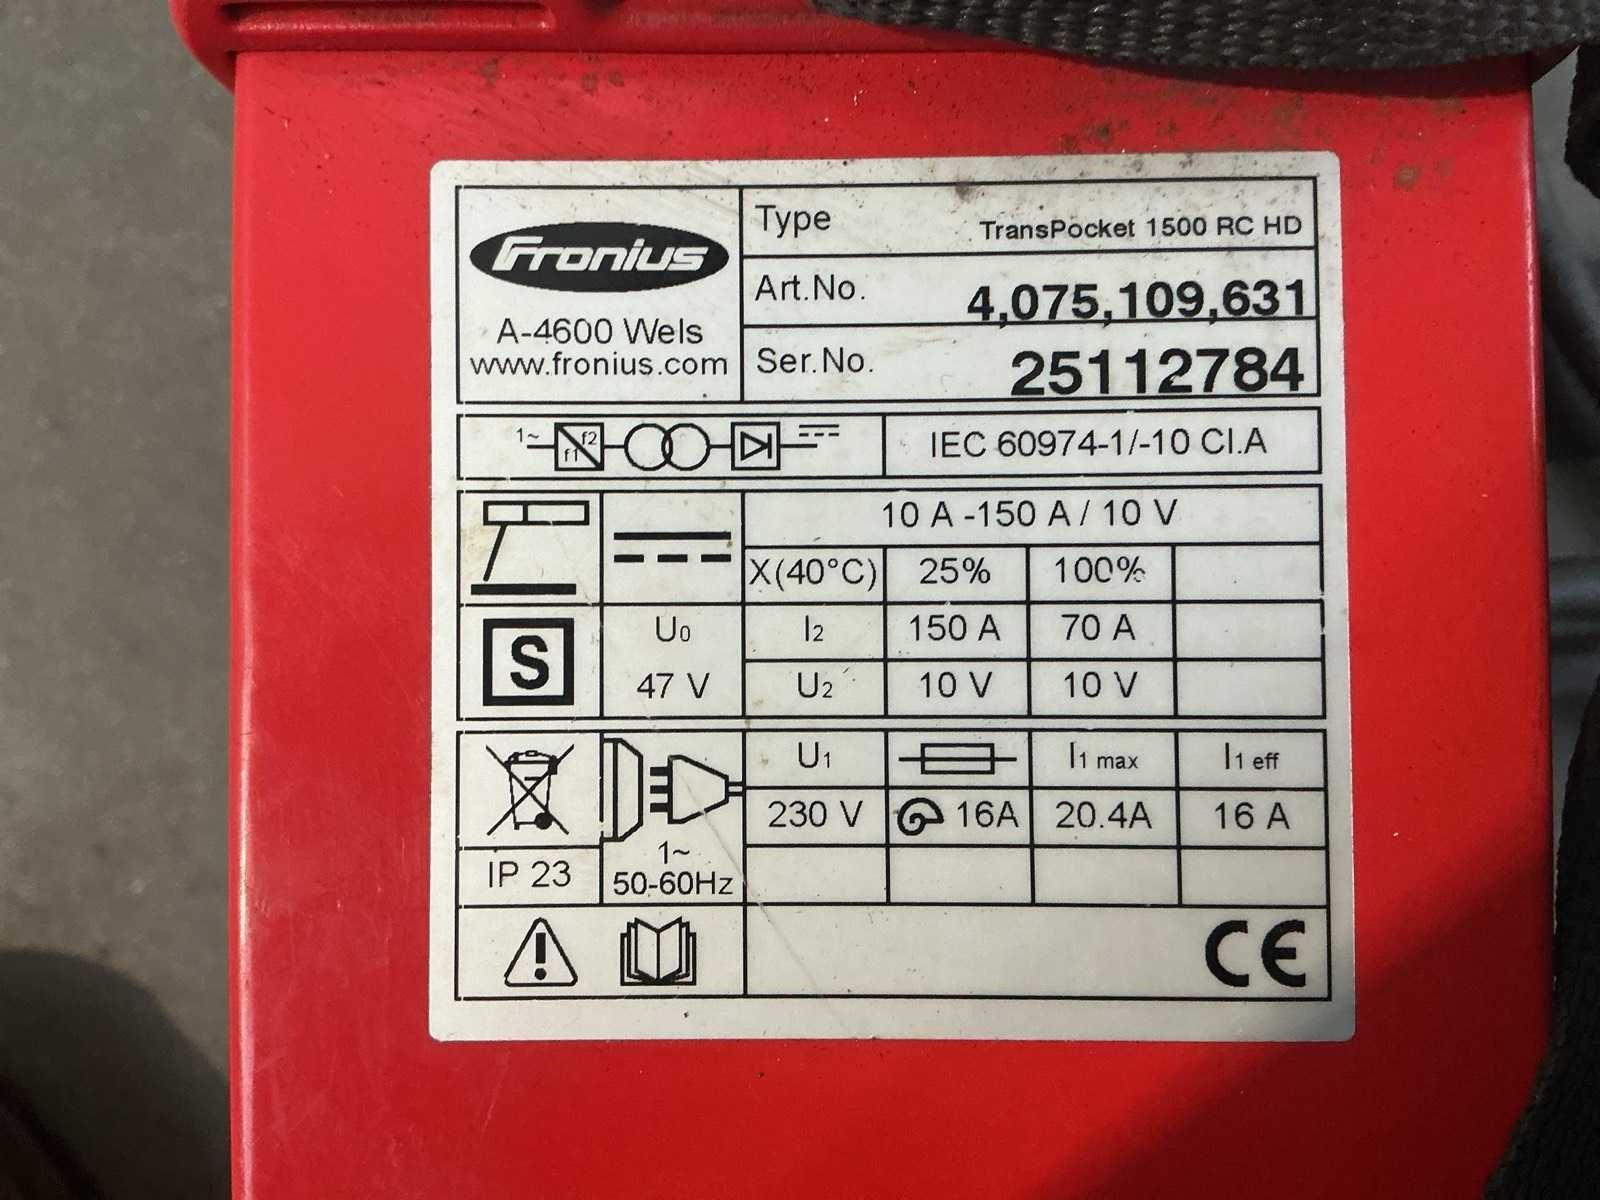 Fronius
A-4600 Wels
www.fronius.com
Type TransPocket 1500 RC HD
Art.No. 4,075,109,631
Ser.No. 25112784
1~ f2 f1
IEC 60974-1/-10 Cl.A
10 A -150 A / 10 V
X(40°C) 25% 100%
S
U0
47 V
I2 150 A 70 A
U2 10 V 10 V
U1 I1 max I1 eff
230 V 16A 20.4A 16 A
IP 23
1~
50-60Hz
CE